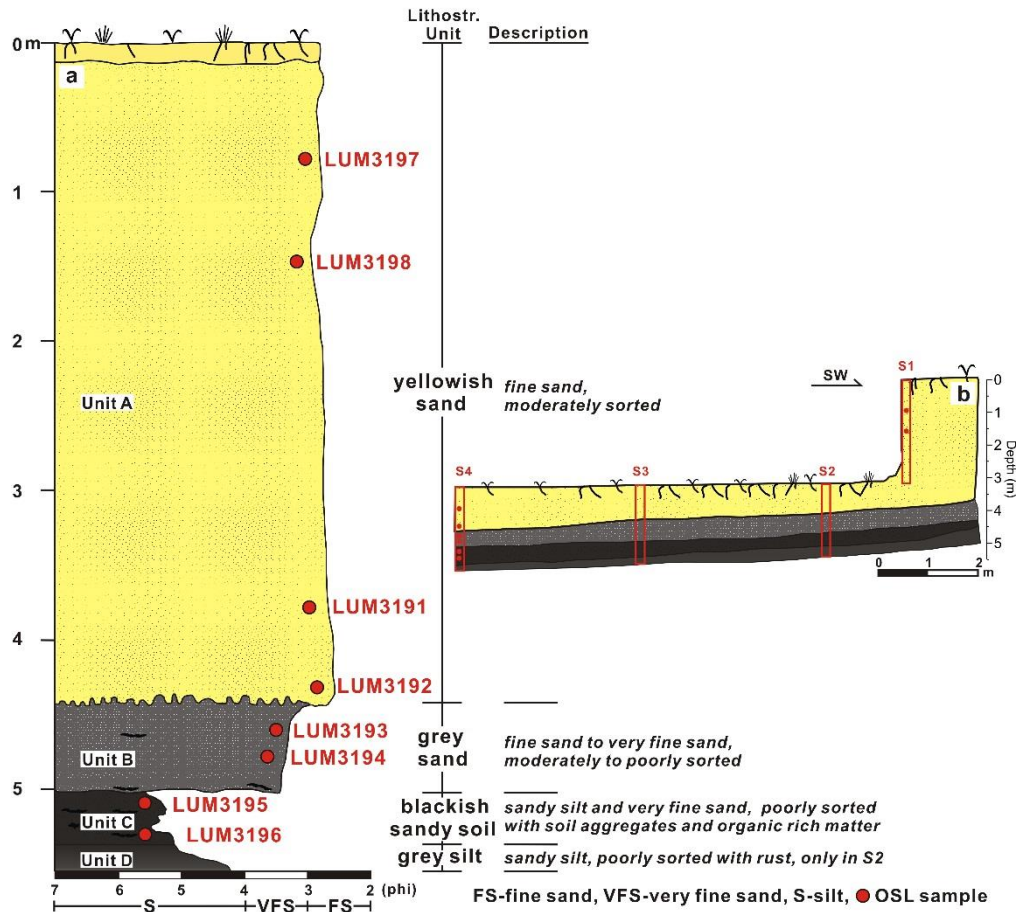 Lithostr.
Unit
Description
0 m
a
LUM3197
1
LUM3198
2
Unit A
yellowish
sand
fine sand,
moderately sorted
3
LUM3191
4
LUM3192
LUM3193
LUM3194
Unit B
grey
sand
fine sand to very fine sand,
moderately to poorly sorted
5
LUM3195
Unit C
LUM3196
blackish
sandy soil
sandy silt and very fine sand, poorly sorted
with soil aggregates and organic rich matter
Unit D
grey silt
sandy silt, poorly sorted with rust, only in S2
7 6 5 4 3 2 (phi)
S VFS FS
FS-fine sand, VFS-very fine sand, S-silt, OSL sample
SW
S1
b
S4
S3
S2
0
1
2
3
4
5
Depth (m)
0 1 2
m